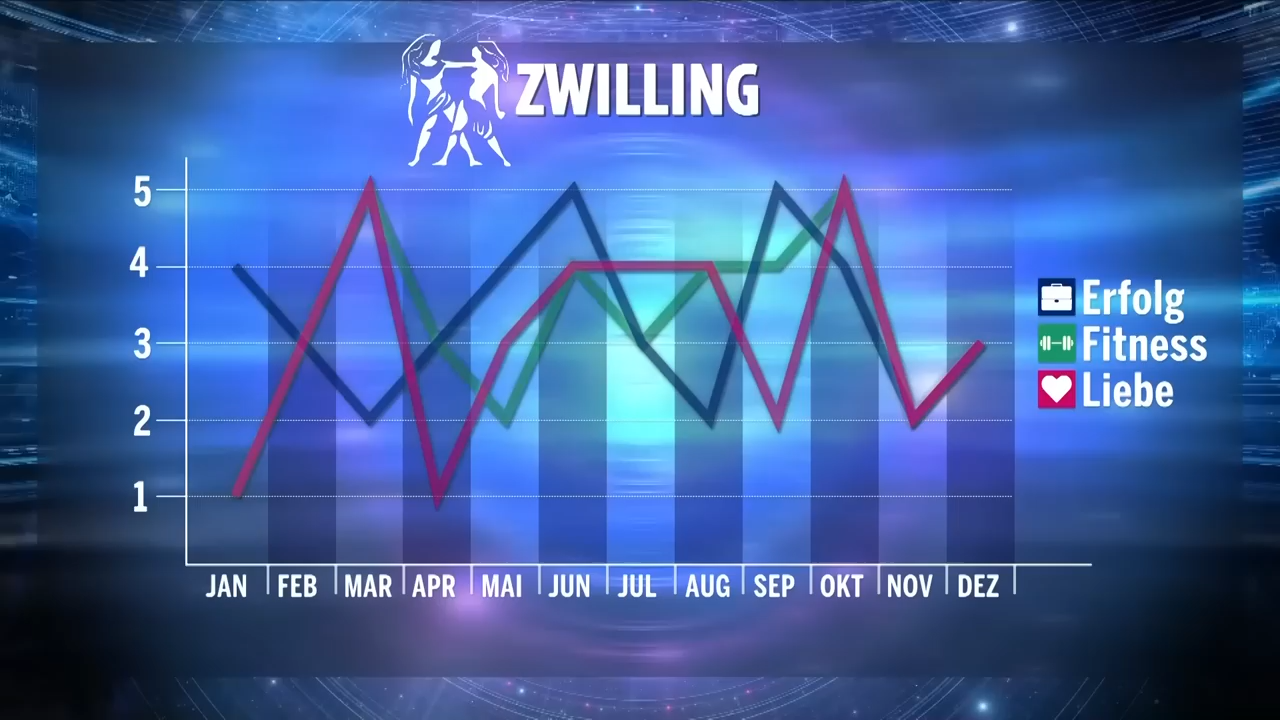 ZWILLING
5
4
3
2
1
Erfolg
Fitness
Liebe
JAN FEB MAR APR MAI JUN JUL AUG SEP OKT NOV DEZ